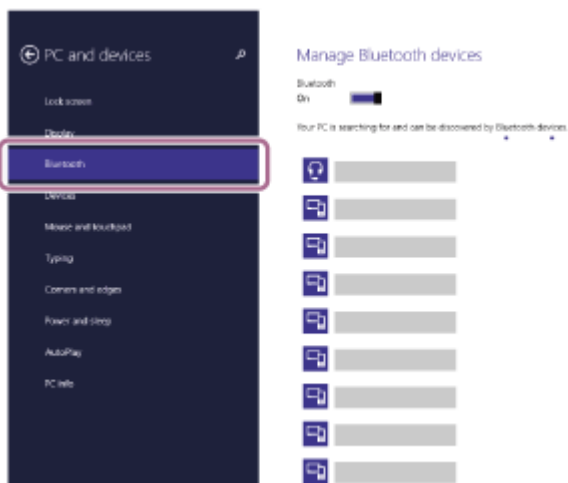 PC and devices
Lock screen
Display
Bluetooth
Devices
Mouse and touchpad
Typing
Corners and edges
Power and sleep
AutoPlay
PC info
Manage Bluetooth devices
Bluetooth
On
Your PC is searching for and can be discovered by Bluetooth devices.